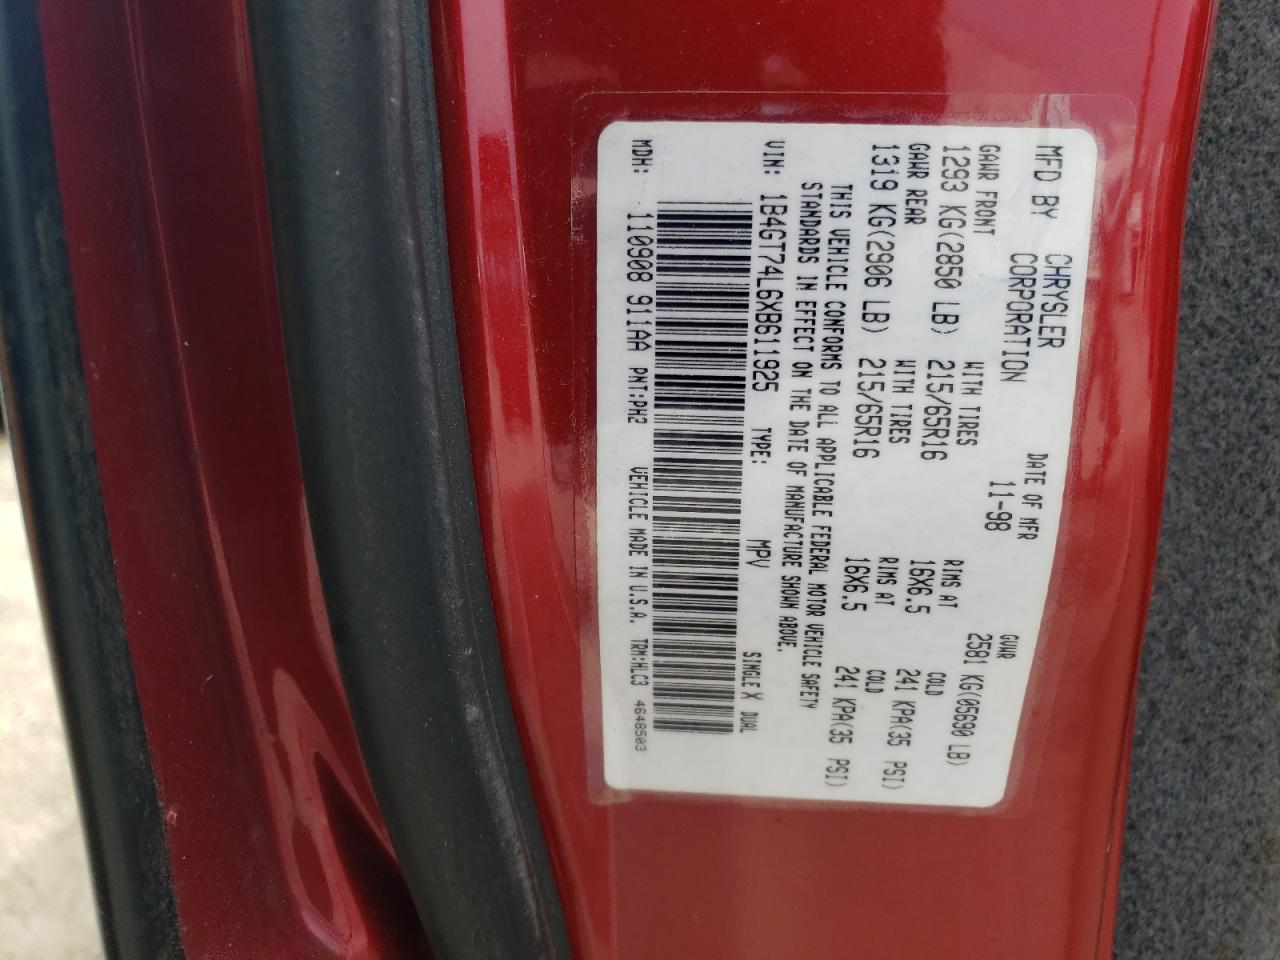 MFD BY CHRYSLER CORPORATION
DATE OF MFR 11-98
GVWR 2581 KG(05690 LB)
GAWR FRONT WITH TIRES RIMS AT COLD
1293 KG(2850 LB) 215/65R16 16X6.5 241 KPA(35 PSI)
GAWR REAR WITH TIRES RIMS AT COLD
1319 KG(2906 LB) 215/65R16 16X6.5 241 KPA(35 PSI)
THIS VEHICLE CONFORMS TO ALL APPLICABLE FEDERAL MOTOR VEHICLE SAFETY
STANDARDS IN EFFECT ON THE DATE OF MANUFACTURE SHOWN ABOVE.
VIN: 1B4GT74L6XB611925 TYPE: MPV SINGLE X DUAL
MDH: 110908 911AA PNT:PH2 VEHICLE MADE IN U.S.A. TRM:WLC3 4648503